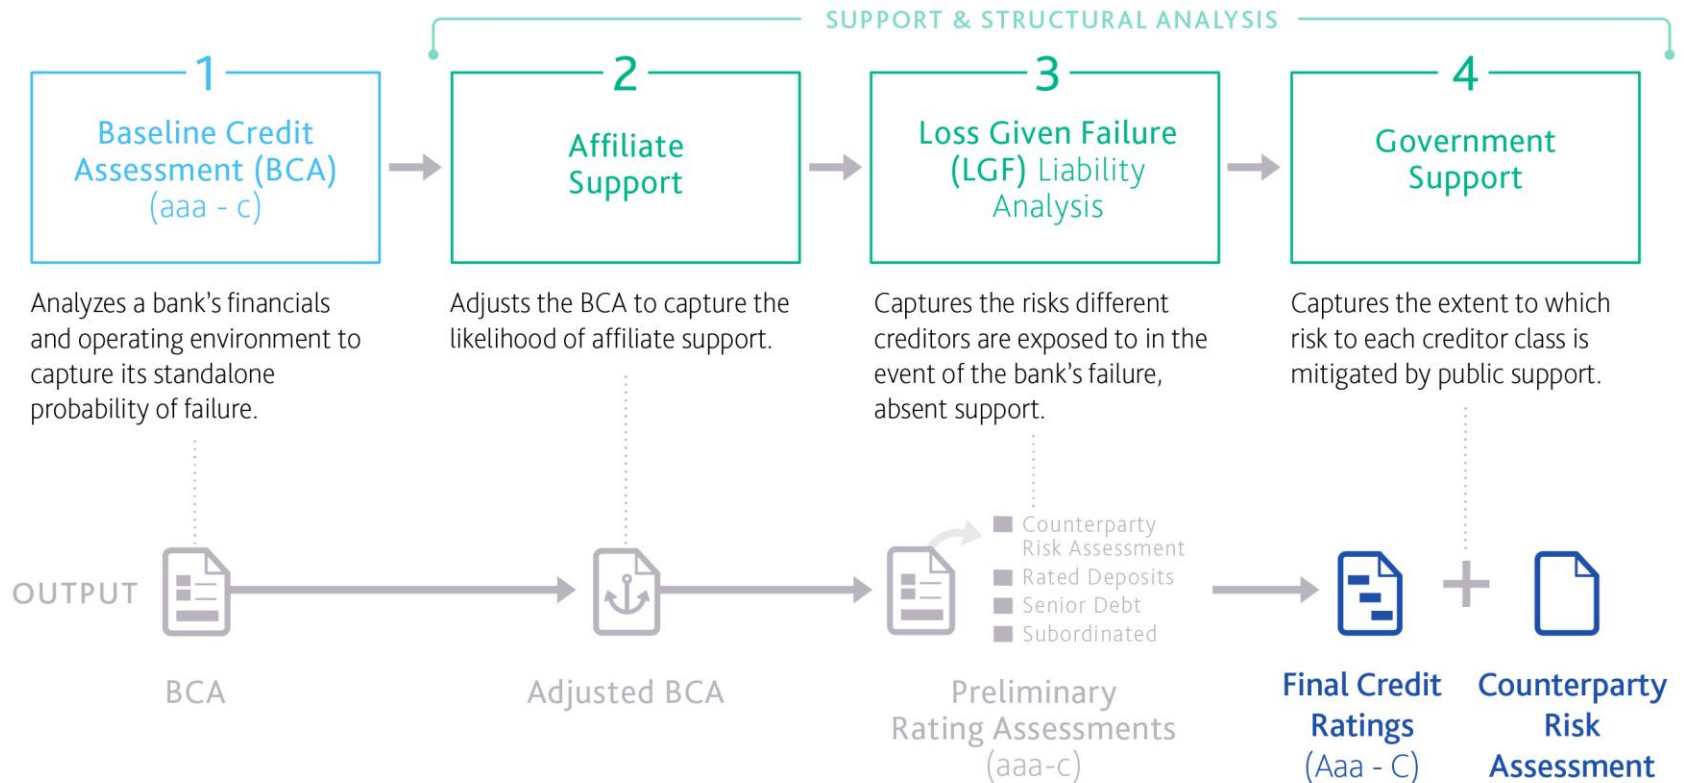 SUPPORT & STRUCTURAL ANALYSIS
1
Baseline Credit
Assessment (BCA)
(aaa - c)
2
Affiliate
Support
3
Loss Given Failure
(LGF) Liability
Analysis
4
Government
Support
Analyzes a bank’s financials
and operating environment to
capture its standalone
probability of failure.
Adjusts the BCA to capture the
likelihood of affiliate support.
Captures the risks different
creditors are exposed to in the
event of the bank’s failure,
absent support.
Captures the extent to which
risk to each creditor class is
mitigated by public support.
OUTPUT
Counterparty
Risk Assessment
Rated Deposits
Senior Debt
Subordinated
BCA
Adjusted BCA
Preliminary
Rating Assessments
(aaa-c)
Final Credit
Ratings
(Aaa - C)
Counterparty
Risk
Assessment